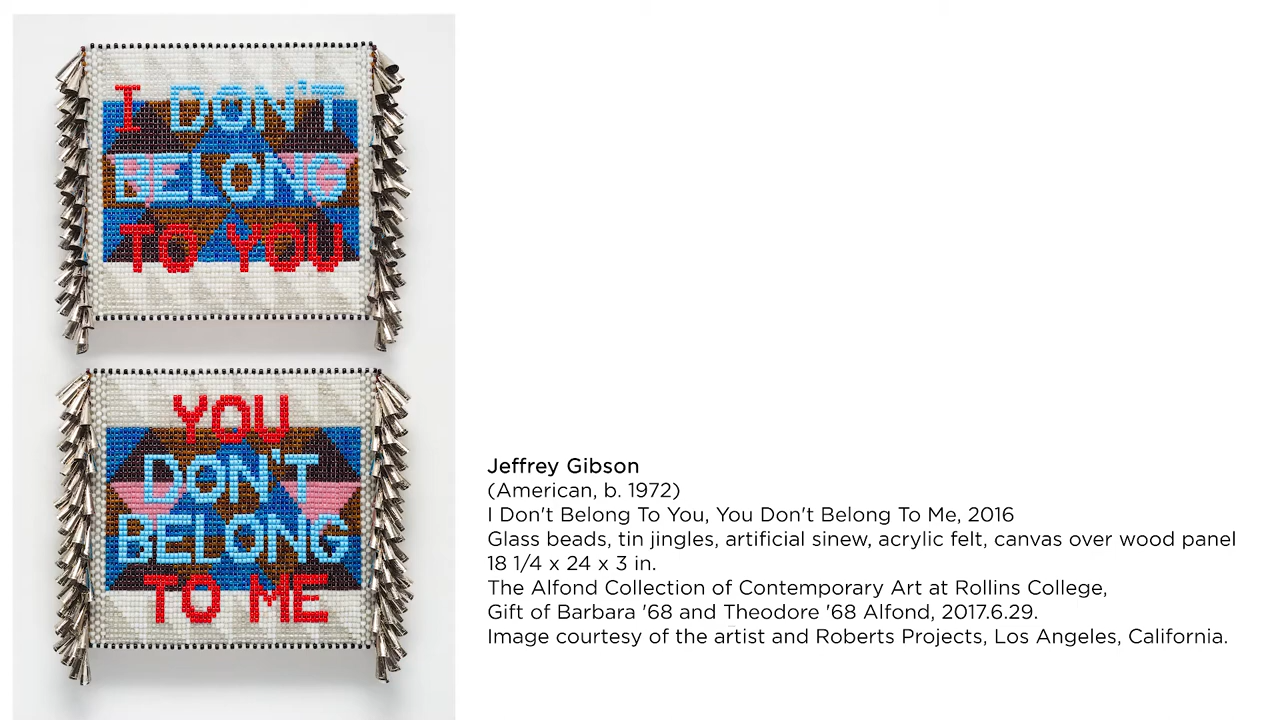 I DON'T
BELONG
TO YOU
YOU
DON'T
BELONG
TO ME
Jeffrey Gibson
(American, b. 1972)
I Don't Belong To You, You Don't Belong To Me, 2016
Glass beads, tin jingles, artificial sinew, acrylic felt, canvas over wood panel
18 1/4 x 24 x 3 in.
The Alfond Collection of Contemporary Art at Rollins College,
Gift of Barbara '68 and Theodore '68 Alfond, 2017.6.29.
Image courtesy of the artist and Roberts Projects, Los Angeles, California.